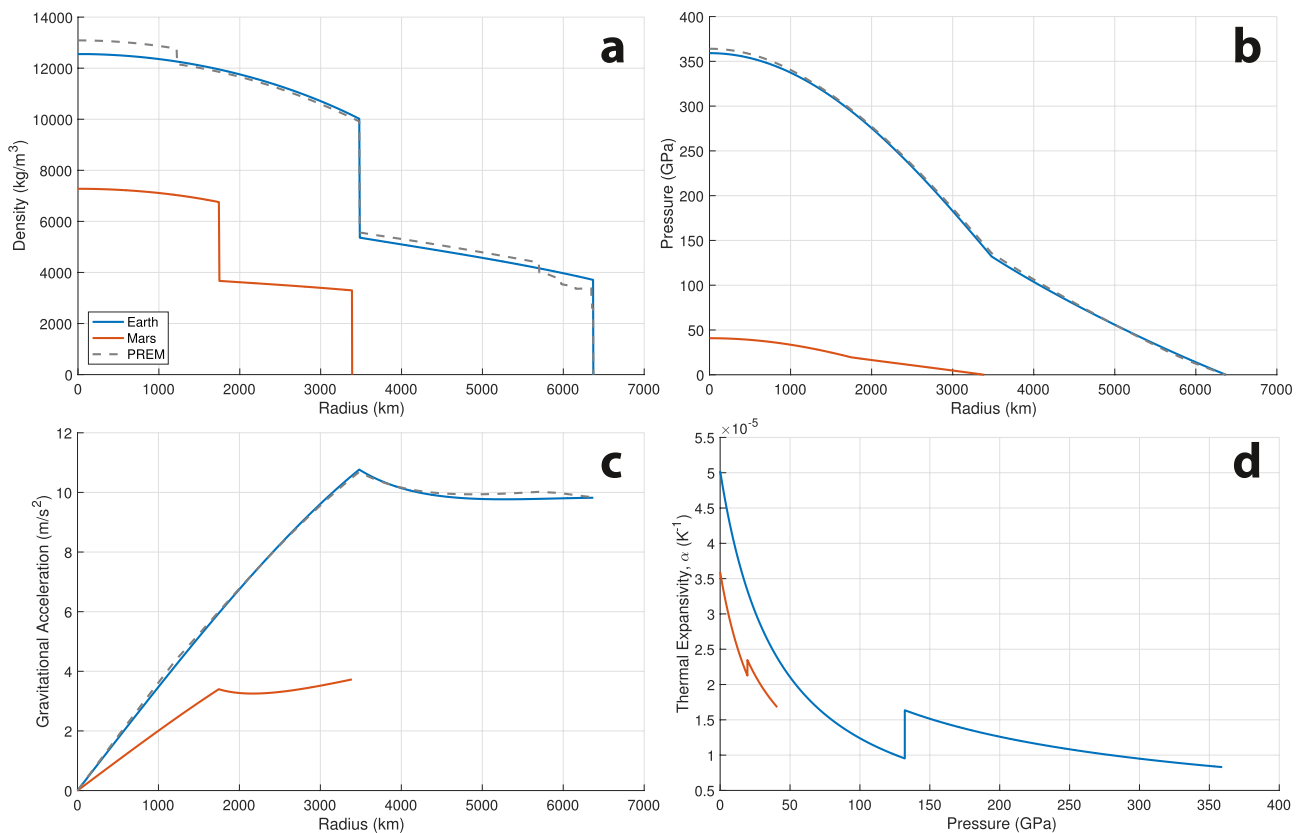 a
14000
12000
10000
8000
6000
4000
2000
0
Density (kg/m³)
Earth
Mars
PREM
0 1000 2000 3000 4000 5000 6000 7000
Radius (km)
b
400
350
300
250
200
150
100
50
0
Pressure (GPa)
0 1000 2000 3000 4000 5000 6000 7000
Radius (km)
c
12
10
8
6
4
2
0
Gravitational Acceleration (m/s²)
0 1000 2000 3000 4000 5000 6000 7000
Radius (km)
d
×10⁻⁵
5.5
5
4.5
4
3.5
3
2.5
2
1.5
1
0.5
Thermal Expansivity, α (K⁻¹)
0 50 100 150 200 250 300 350 400
Pressure (GPa)